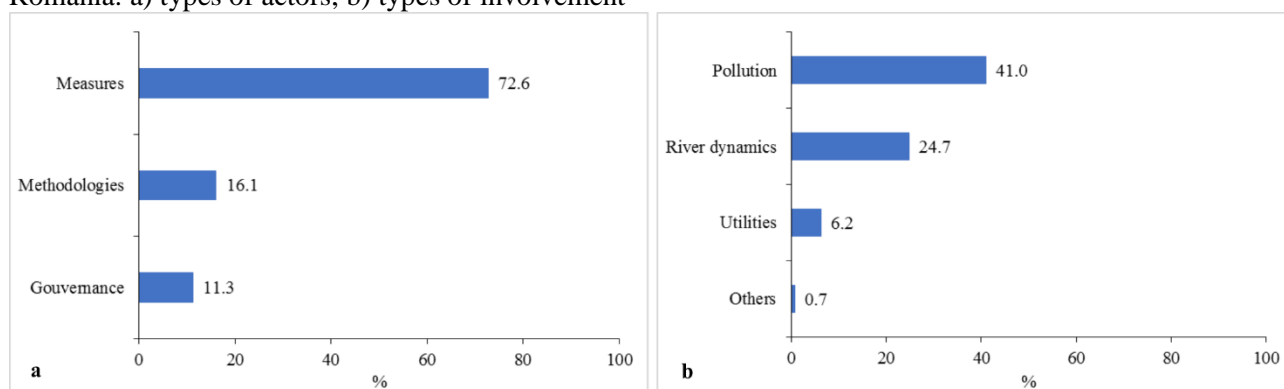 Romania: a) types of actors; b) types of involvement
Measures
72.6
Methodologies
16.1
Gouvernance
11.3
0
20
40
60
80
100
%
a
Pollution
41.0
River dynamics
24.7
Utilities
6.2
Others
0.7
0
20
40
60
80
100
%
b